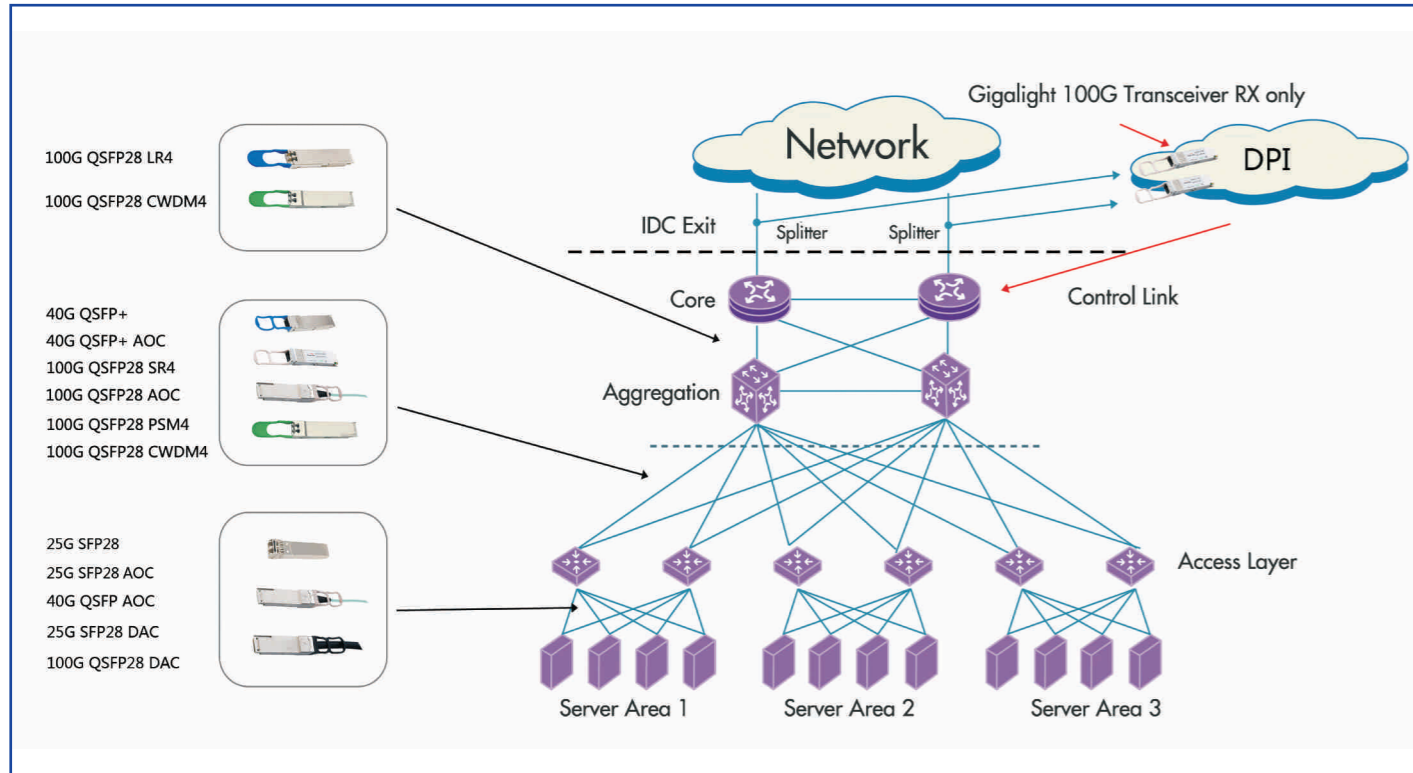 Gigalight 100G Transceiver RX only
Network
DPI
100G QSFP28 LR4
100G QSFP28 CWDM4
IDC Exit
Splitter
Splitter
Core
Control Link
40G QSFP+
40G QSFP+ AOC
100G QSFP28 SR4
100G QSFP28 AOC
100G QSFP28 PSM4
100G QSFP28 CWDM4
Aggregation
25G SFP28
25G SFP28 AOC
40G QSFP AOC
25G SFP28 DAC
100G QSFP28 DAC
Access Layer
Server Area 1
Server Area 2
Server Area 3